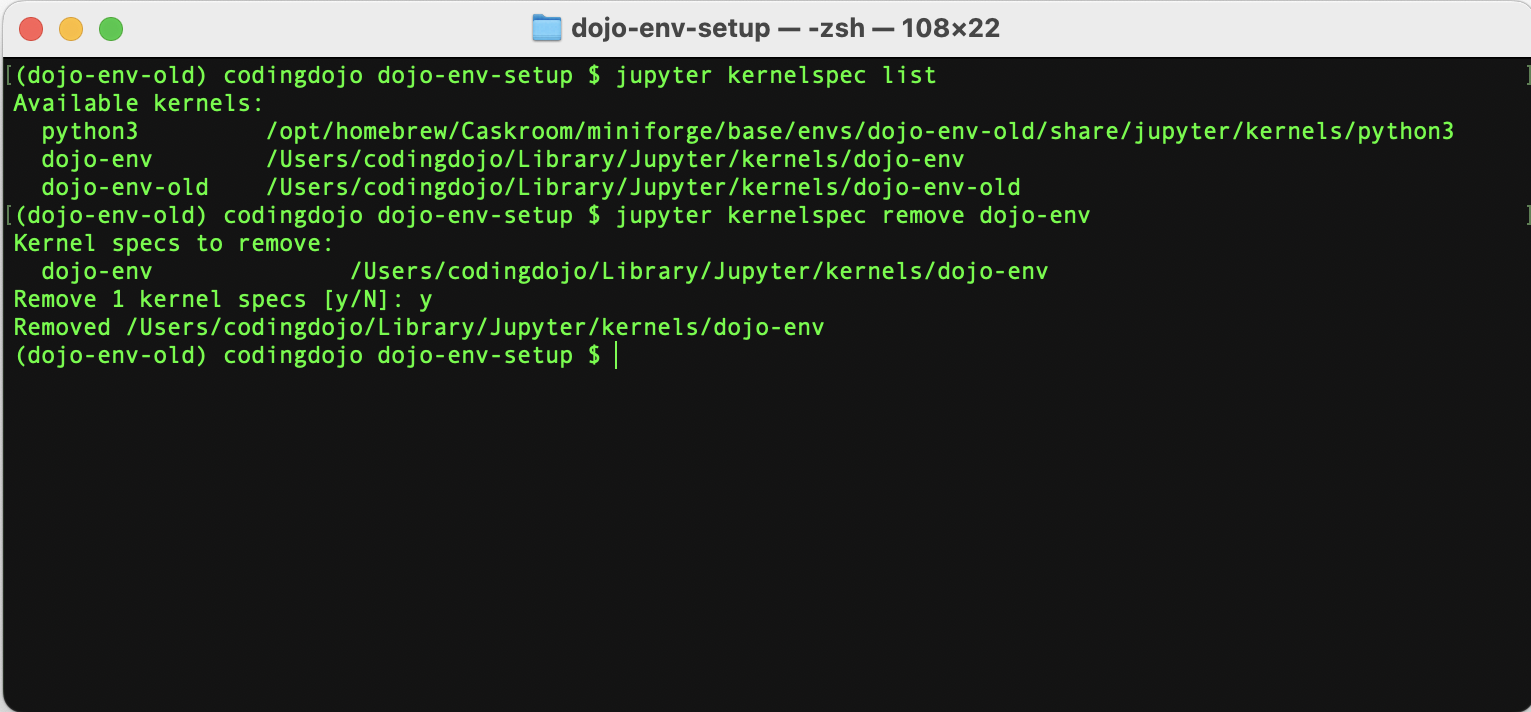 dojo-env-setup — -zsh — 108×22
[(dojo-env-old) codingdojo dojo-env-setup $ jupyter kernelspec list ]
Available kernels:
  python3         /opt/homebrew/Caskroom/miniforge/base/envs/dojo-env-old/share/jupyter/kernels/python3
  dojo-env        /Users/codingdojo/Library/Jupyter/kernels/dojo-env
  dojo-env-old    /Users/codingdojo/Library/Jupyter/kernels/dojo-env-old
[(dojo-env-old) codingdojo dojo-env-setup $ jupyter kernelspec remove dojo-env ]
Kernel specs to remove:
  dojo-env              /Users/codingdojo/Library/Jupyter/kernels/dojo-env
Remove 1 kernel specs [y/N]: y
Removed /Users/codingdojo/Library/Jupyter/kernels/dojo-env
(dojo-env-old) codingdojo dojo-env-setup $